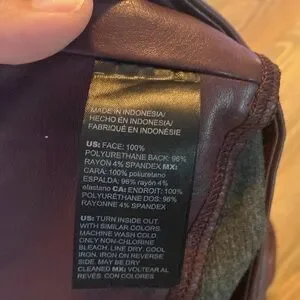 MADE IN INDONESIA/
HECHO EN INDONESIA/
FABRIQUÉ EN INDONÉSIE
US: FACE: 100%
POLYURETHANE BACK: 96%
RAYON 4% SPANDEX MX:
CARA: 100% poliuretano
ESPALDA: 96% rayón 4%
elastano CA: ENDROIT: 100%
POLYURETHANE DOS: 96%
RAYONNE 4% SPANDEX
US: TURN INSIDE OUT.
WITH SIMILAR COLORS.
MACHINE WASH COLD.
ONLY NON-CHLORINE
BLEACH. LINE DRY. COOL
IRON. IRON ON REVERSE
SIDE. MAY BE DRY
CLEANED MX: VOLTEAR AL
REVÉS. CON COLORES